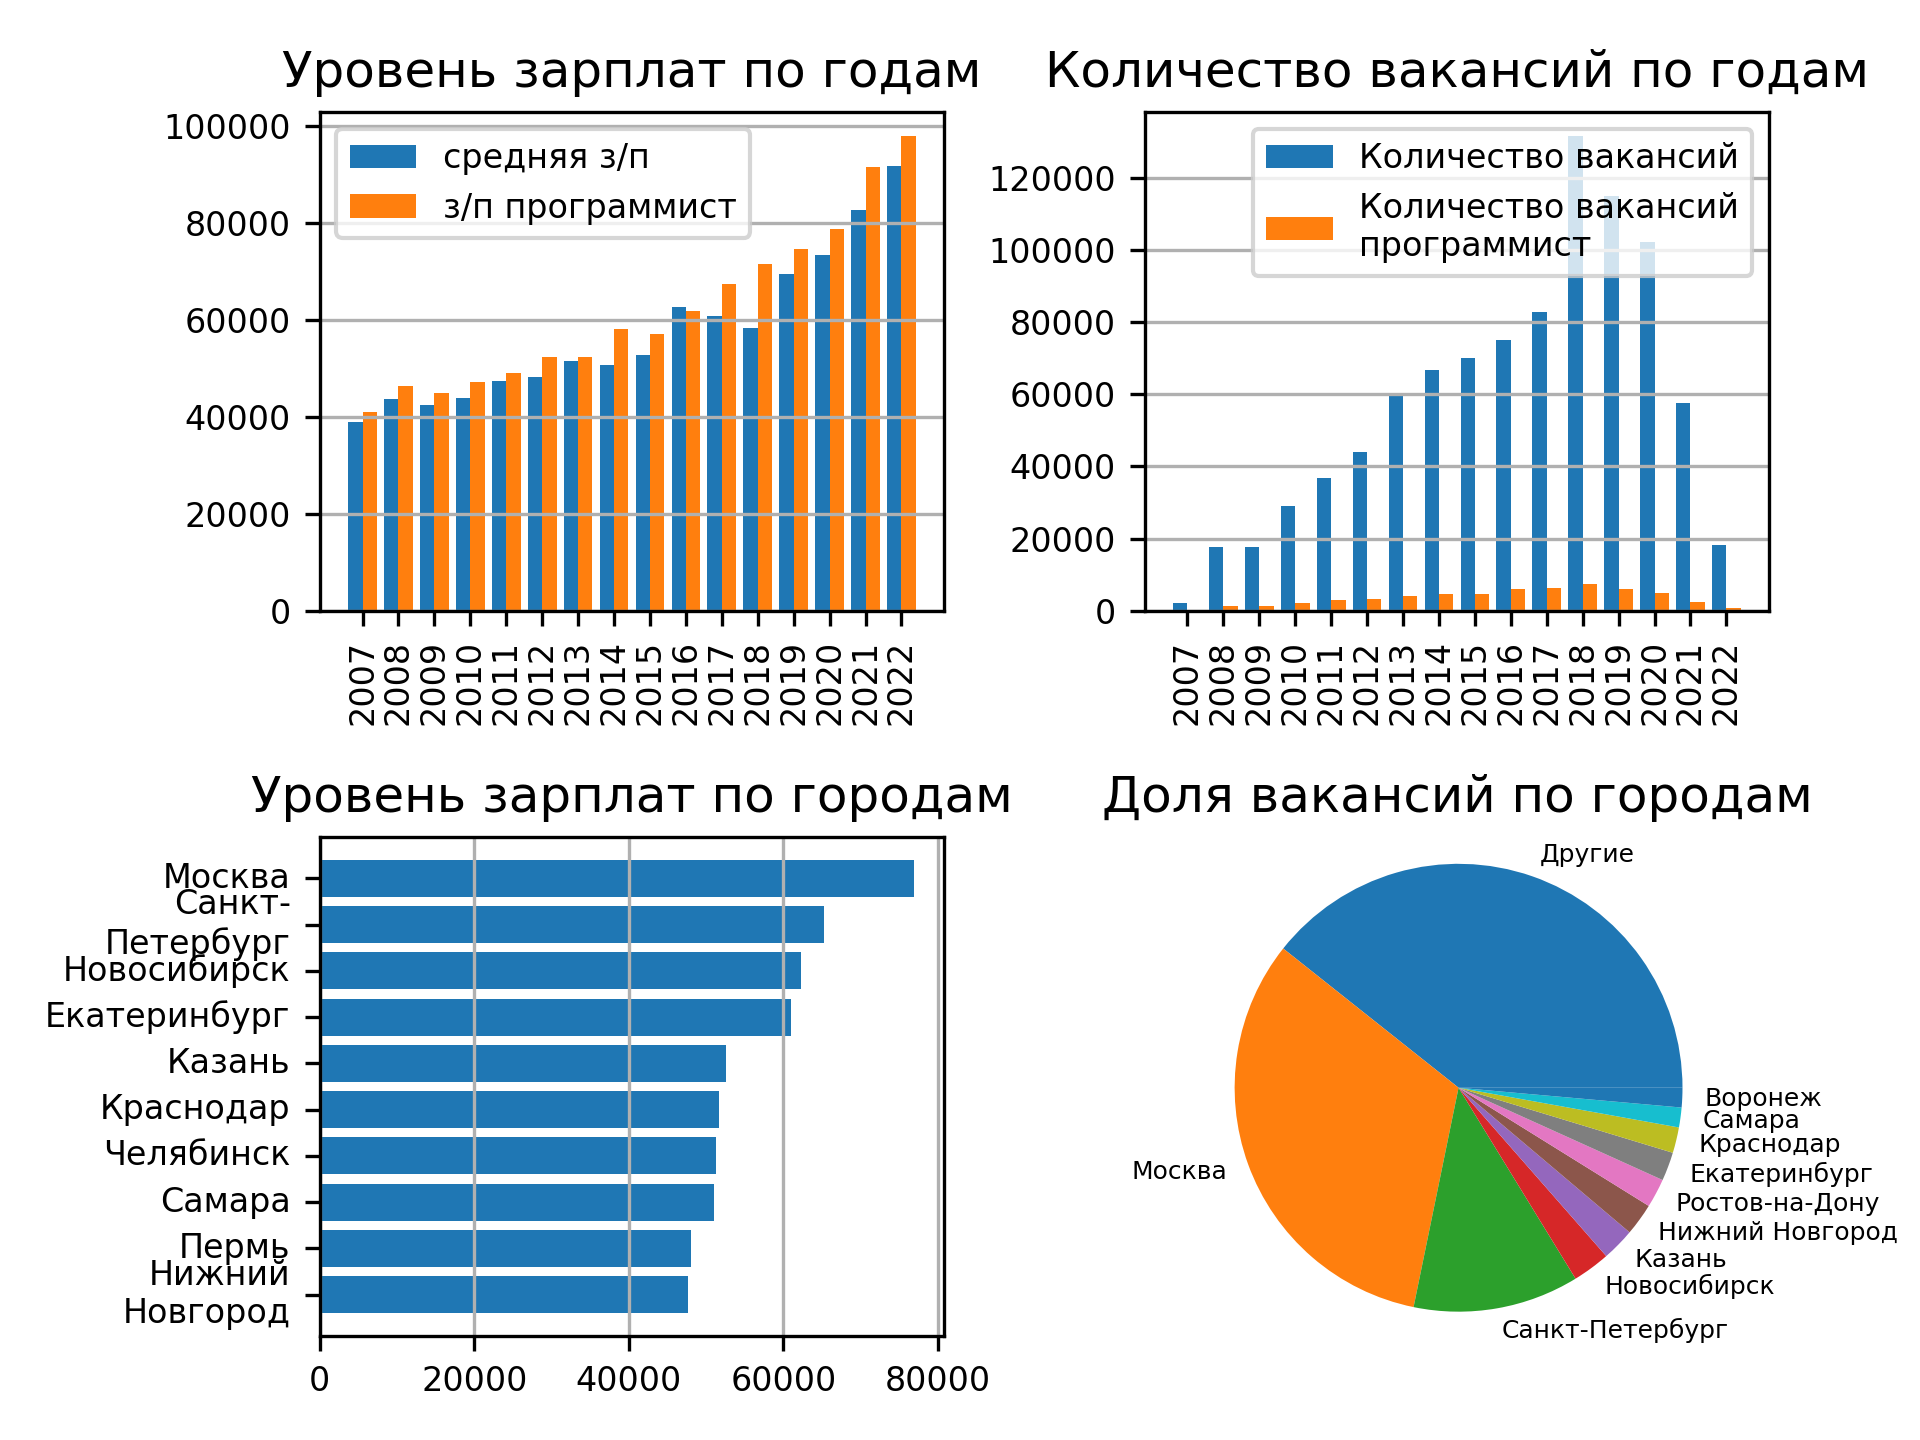 Уровень зарплат по годам
100000
80000
60000
40000
20000
0
средняя з/п
з/п программист
2007
2008
2009
2010
2011
2012
2013
2014
2015
2016
2017
2018
2019
2020
2021
2022
Количество вакансий по годам
120000
100000
80000
60000
40000
20000
0
Количество вакансий
Количество вакансий
программист
2007
2008
2009
2010
2011
2012
2013
2014
2015
2016
2017
2018
2019
2020
2021
2022
Уровень зарплат по городам
Москва
Санкт-
Петербург
Новосибирск
Екатеринбург
Казань
Краснодар
Челябинск
Самара
Пермь
Нижний
Новгород
0
20000
40000
60000
80000
Доля вакансий по городам
Другие
Москва
Санкт-Петербург
Новосибирск
Казань
Нижний Новгород
Ростов-на-Дону
Екатеринбург
Краснодар
Самара
Воронеж